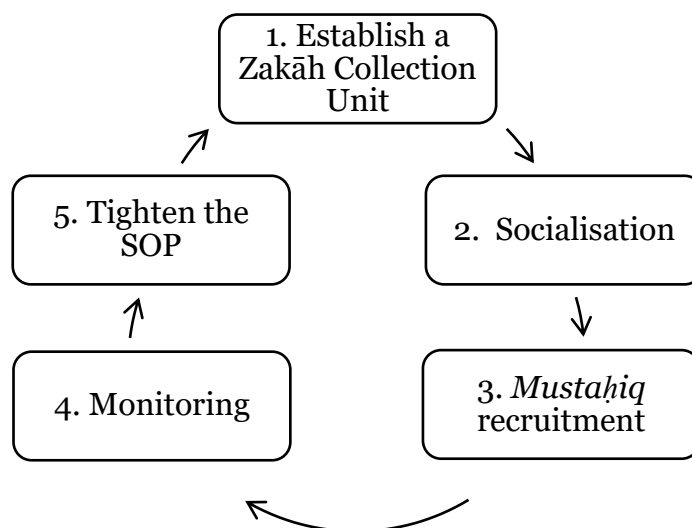 1. Establish a
Zakāh Collection
Unit
5. Tighten the
SOP
2. Socialisation
4. Monitoring
3. Mustaḥiq
recruitment